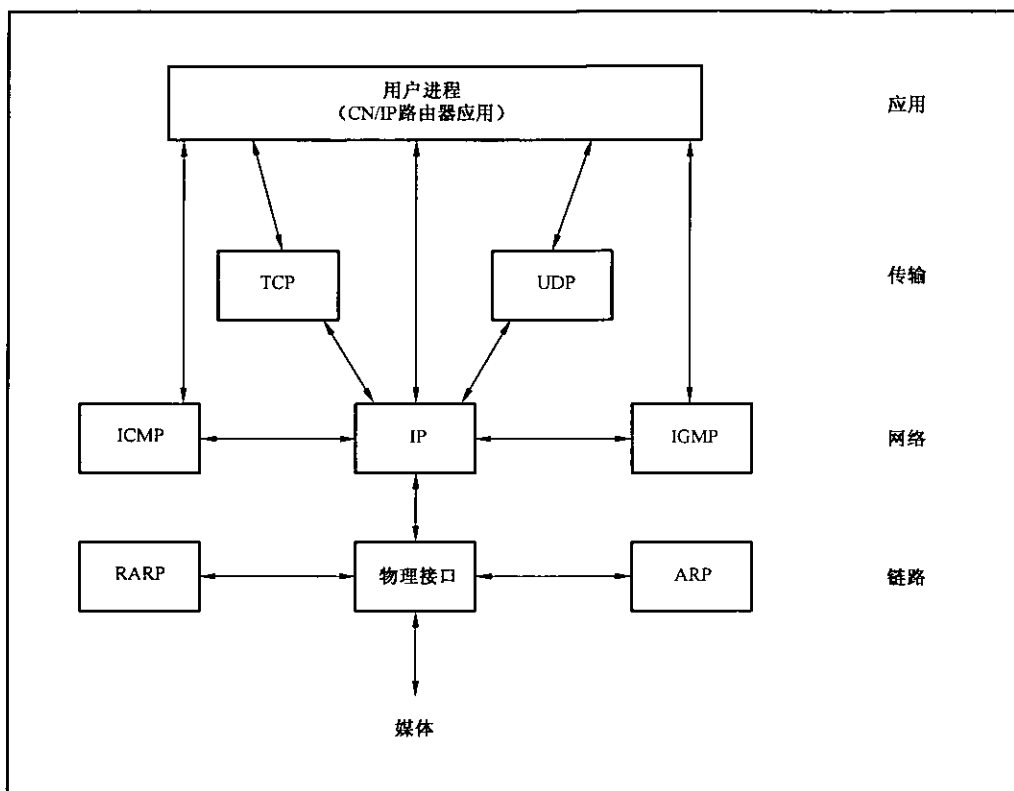 用户进程
(CN/IP路由器应用)
应用
TCP
UDP
传输
ICMP
IP
IGMP
网络
RARP
物理接口
ARP
链路
媒体